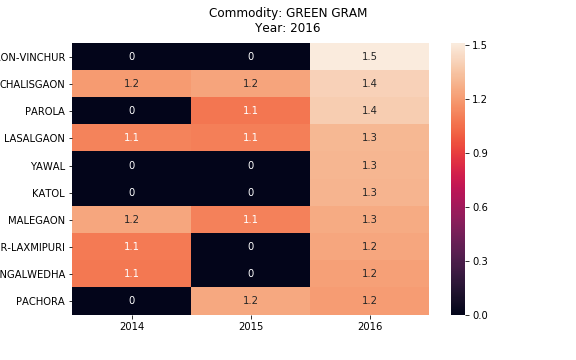 Commodity: GREEN GRAM
Year: 2016
ON-VINCHUR 0 0 1.5
CHALISGAON 1.2 1.2 1.4
PAROLA 0 1.1 1.4
LASALGAON 1.1 1.1 1.3
YAWAL 0 0 1.3
KATOL 0 0 1.3
MALEGAON 1.2 1.1 1.3
R-LAXMIPURI 1.1 0 1.2
NGALWEDHA 1.1 0 1.2
PACHORA 0 1.2 1.2
2014 2015 2016
1.5
1.2
0.9
0.6
0.3
0.0